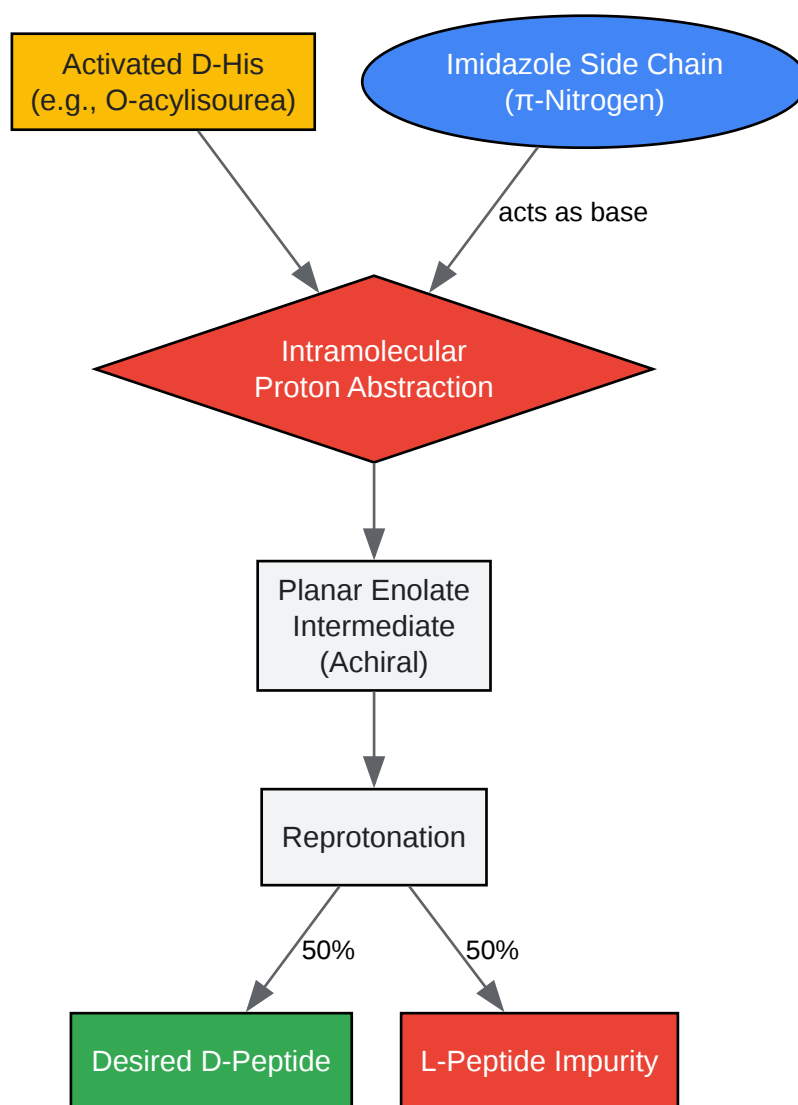 Activated D-His
(e.g., O-acylisourea)
Imidazole Side Chain
(π-Nitrogen)
acts as base
Intramolecular
Proton Abstraction
Planar Enolate
Intermediate
(Achiral)
Reprotonation
50%
50%
Desired D-Peptide
L-Peptide Impurity